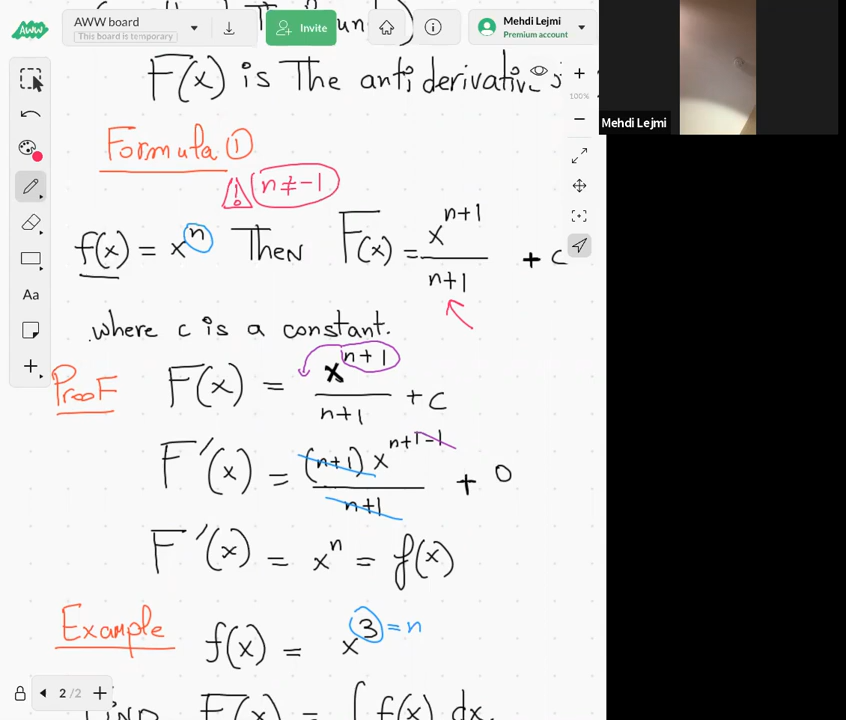 AWW board
This board is temporary
Invite
Mehdi Lejmi
Premium account
F(x) is The antiderivative
100%
Mehdi Lejmi
Formula ①
n≠-1
f(x) = x^n Then F(x) = x^(n+1)/(n+1) + c
where c is a constant.
Aa
Proof F(x) = x^(n+1)/(n+1) + c
F'(x) = (n+1) x^(n+1-1)/(n+1) + 0
F'(x) = x^n = f(x)
Example f(x) = x^3 = n
2 / 2
Find F(x) = ∫ f(x) dx.